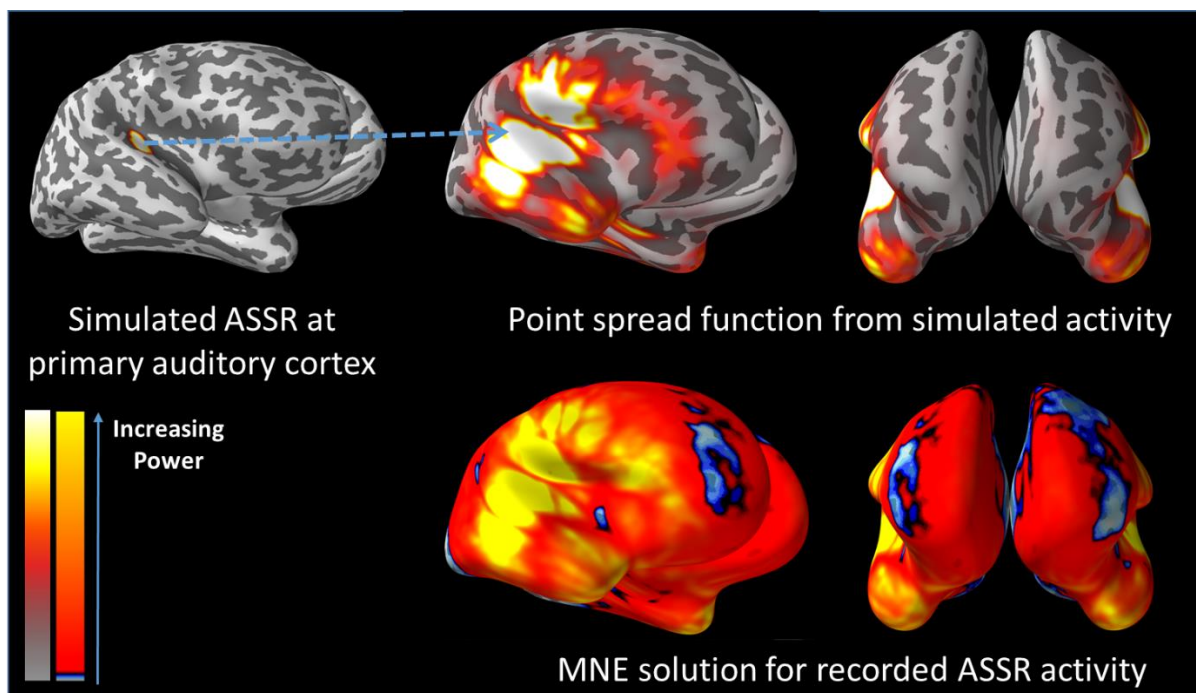 Simulated ASSR at
primary auditory cortex
Point spread function from simulated activity
Increasing
Power
MNE solution for recorded ASSR activity